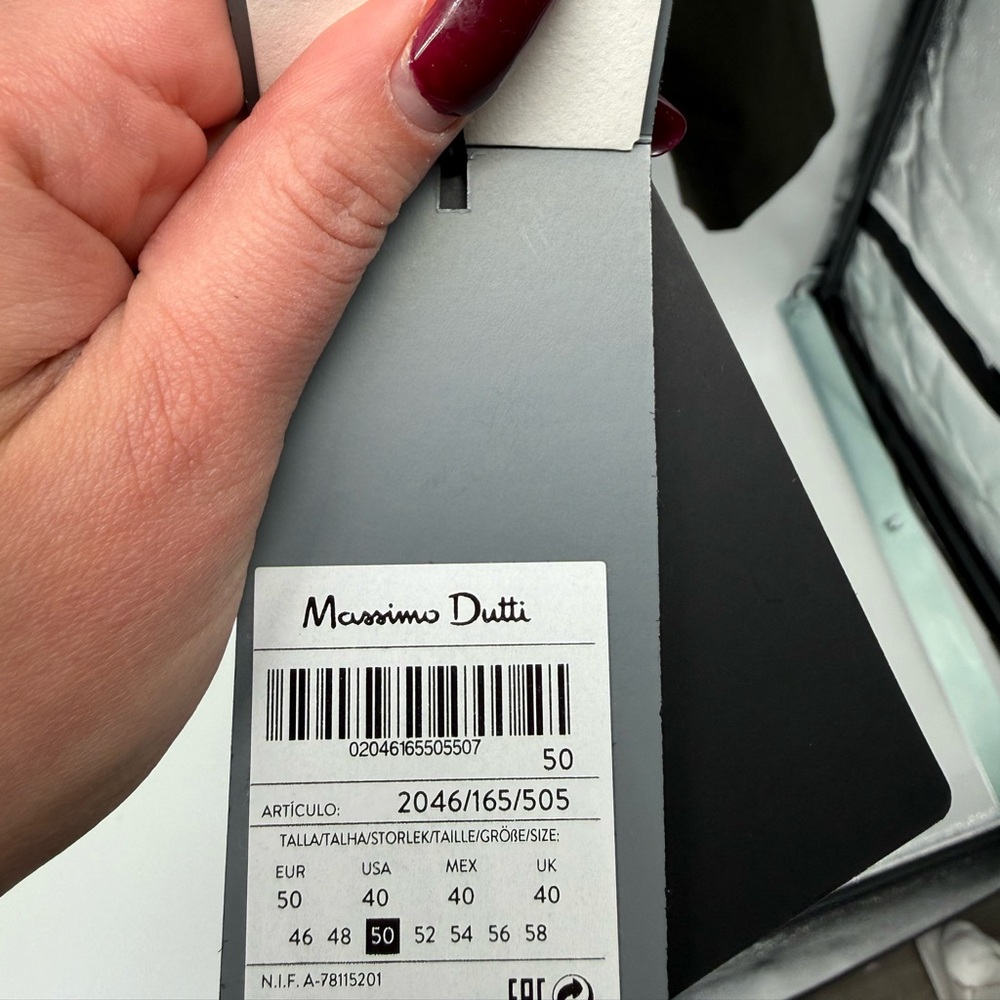 Massimo Dutti
02046165505507
50
ARTÍCULO: 2046/165/505
TALLA/TALHA/STORLEK/TAILLE/GRÖßE/SIZE:
EUR USA MEX UK
50 40 40 40
46 48 50 52 54 56 58
N.I.F. A-78115201
EAC